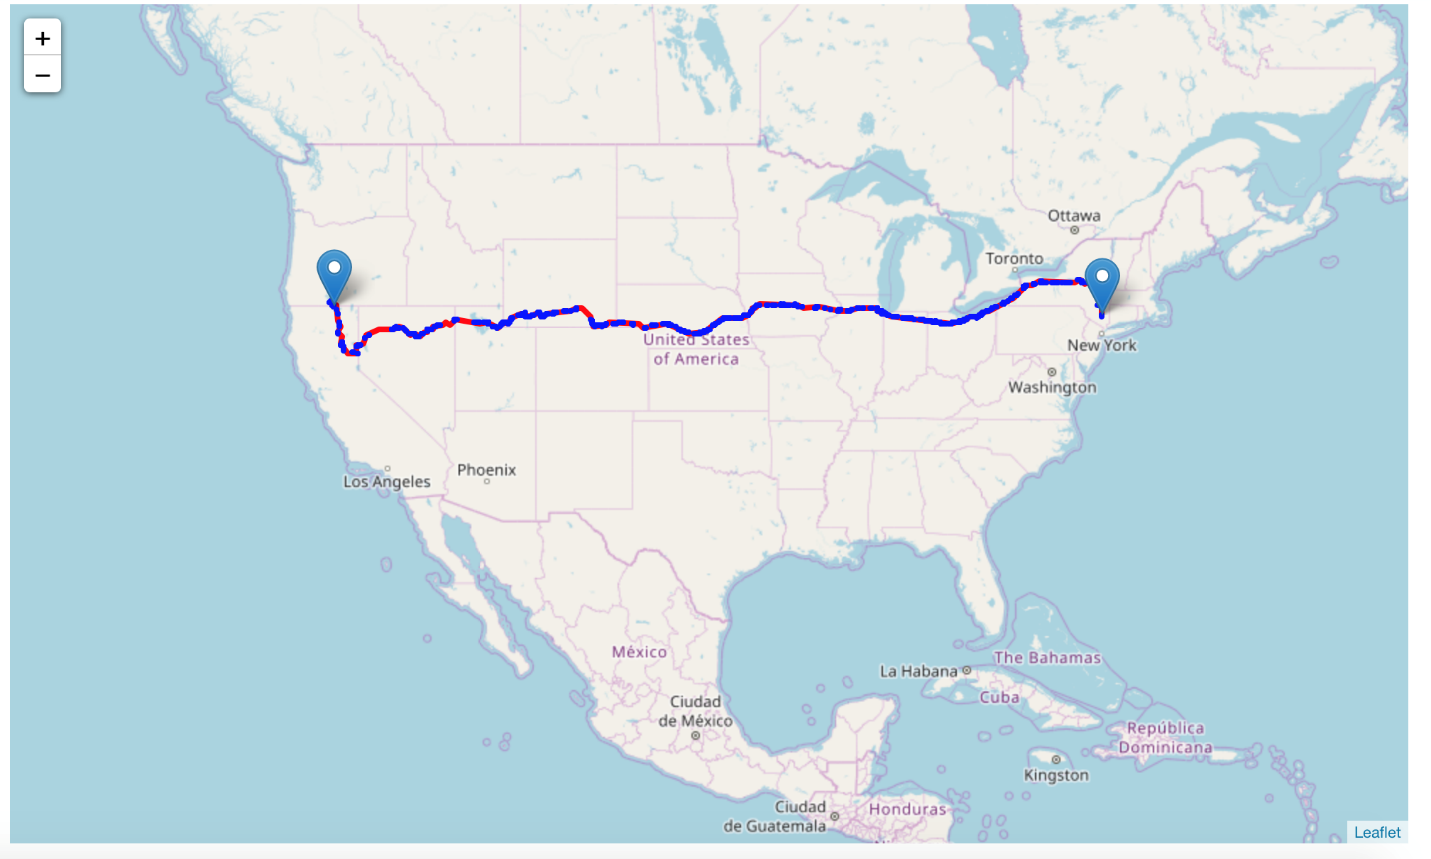 +
−
Ottawa
Toronto
New York
United States
of America
Washington
Los Angeles
Phoenix
México
La Habana
The Bahamas
Cuba
Ciudad
de México
República
Dominicana
Kingston
Ciudad
de Guatemala
Honduras
Leaflet